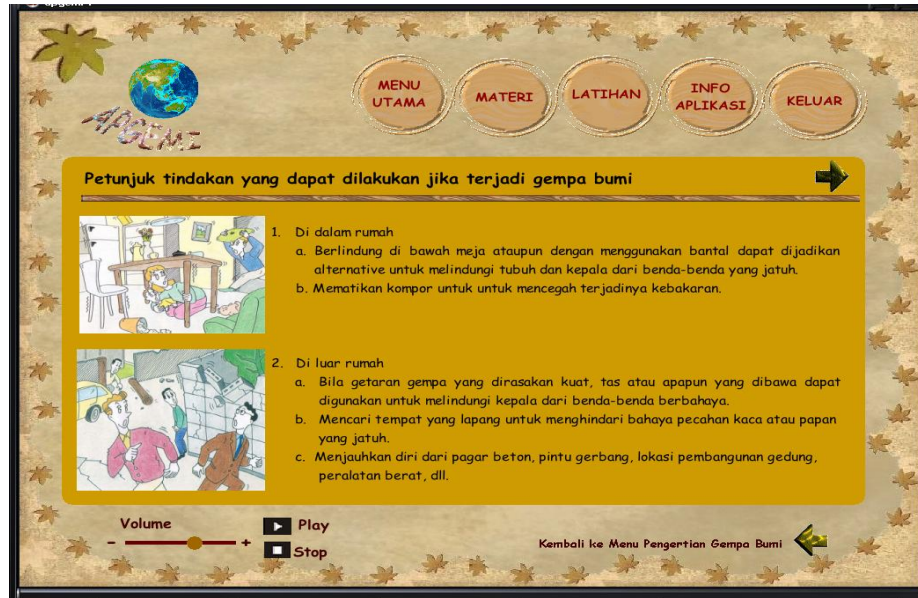 MENU
UTAMA
MATERI
LATIHAN
INFO
APLIKASI
KELUAR
APGEMI
Petunjuk tindakan yang dapat dilakukan jika terjadi gempa bumi
1. Di dalam rumah
a. Berlindung di bawah meja ataupun dengan menggunakan bantal dapat dijadikan
alternative untuk melindungi tubuh dan kepala dari benda-benda yang jatuh.
b. Mematikan kompor untuk untuk mencegah terjadinya kebakaran.
2. Di luar rumah
a. Bila getaran gempa yang dirasakan kuat, tas atau apapun yang dibawa dapat
digunakan untuk melindungi kepala dari benda-benda berbahaya.
b. Mencari tempat yang lapang untuk menghindari bahaya pecahan kaca atau papan
yang jatuh.
c. Menjauhkan diri dari pagar beton, pintu gerbang, lokasi pembangunan gedung,
peralatan berat, dll.
Volume
- +
Play
Stop
Kembali ke Menu Pengertian Gempa Bumi